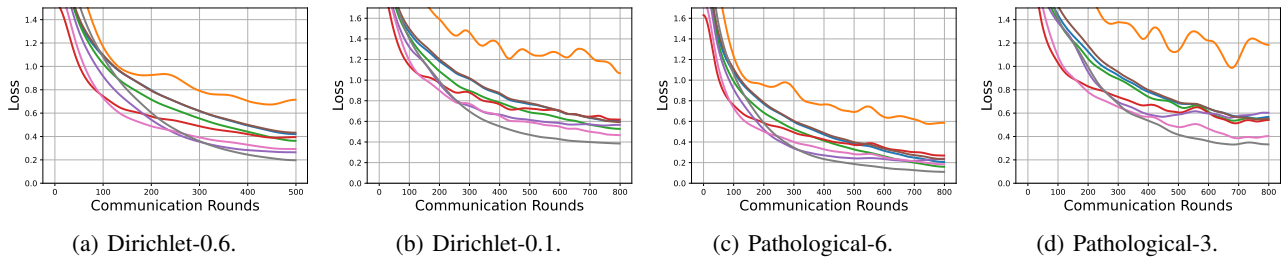 1.4
1.2
1.0
0.8
0.6
0.4
0.2
0.0
Loss
0 100 200 300 400 500
Communication Rounds
(a) Dirichlet-0.6.
1.6
1.4
1.2
1.0
0.8
0.6
0.4
0.2
0.0
Loss
0 100 200 300 400 500 600 700 800
Communication Rounds
(b) Dirichlet-0.1.
1.6
1.4
1.2
1.0
0.8
0.6
0.4
0.2
0.0
Loss
0 100 200 300 400 500 600 700 800
Communication Rounds
(c) Pathological-6.
1.4
1.2
1.0
0.8
0.6
0.4
0.2
0.0
Loss
0 100 200 300 400 500 600 700 800
Communication Rounds
(d) Pathological-3.